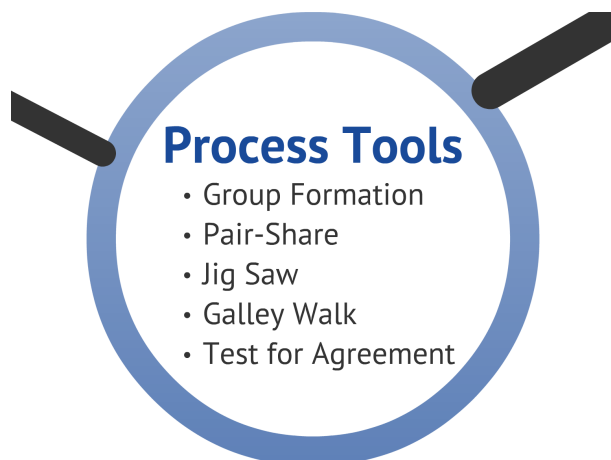 Process Tools
• Group Formation
• Pair-Share
• Jig Saw
• Galley Walk
• Test for Agreement